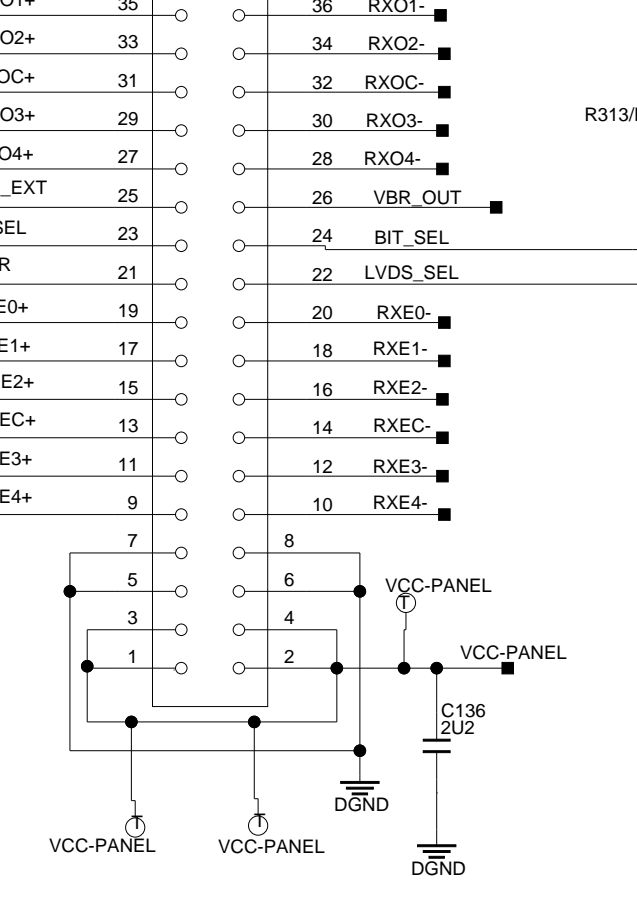 35 36 RXO1-
O2+ 33 34 RXO2-
OC+ 31 32 RXOC-
O3+ 29 30 RXO3- R313/
O4+ 27 28 RXO4-
_EXT 25 26 VBR_OUT
SEL 23 24 BIT_SEL
R 21 22 LVDS_SEL
E0+ 19 20 RXE0-
E1+ 17 18 RXE1-
E2+ 15 16 RXE2-
EC+ 13 14 RXEC-
E3+ 11 12 RXE3-
E4+ 9 10 RXE4-
7 8
5 6 VCC-PANEL
T
3 4
1 2 VCC-PANEL
C136
2U2
DGND
T T
VCC-PANEL VCC-PANEL
DGND